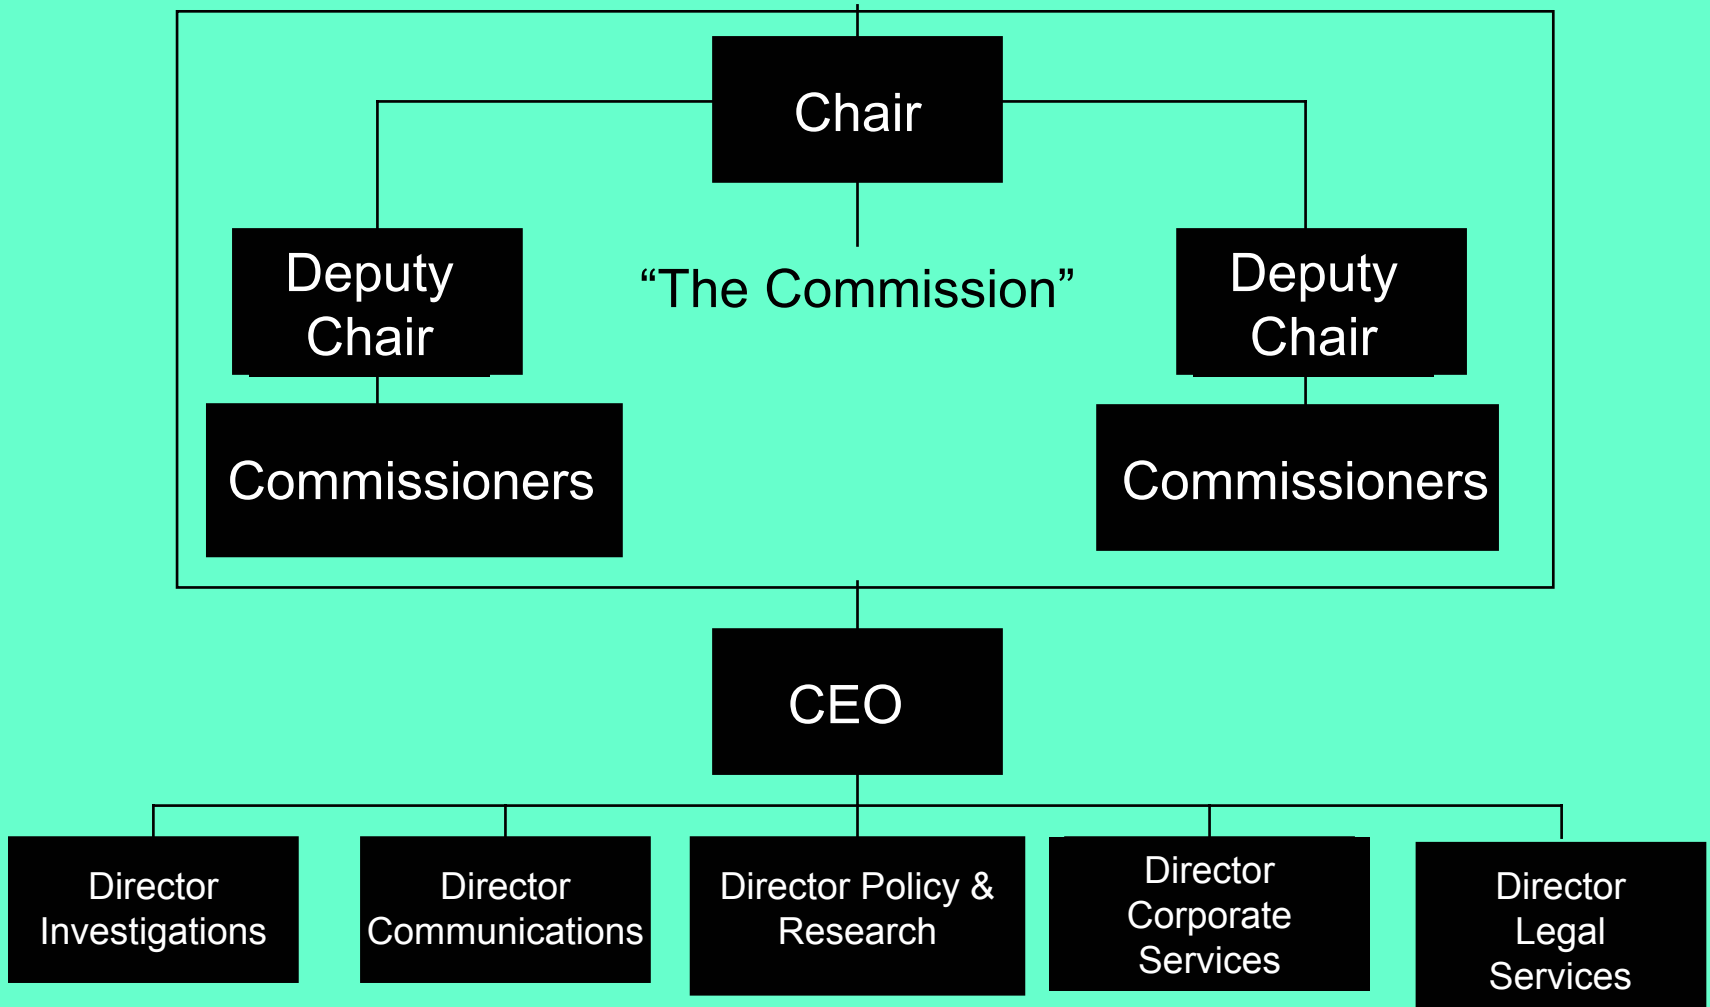 Chair
Deputy
Chair
“The Commission”
Deputy
Chair
Commissioners
Commissioners
CEO
Director
Investigations
Director
Communications
Director Policy &
Research
Director
Corporate
Services
Director
Legal
Services